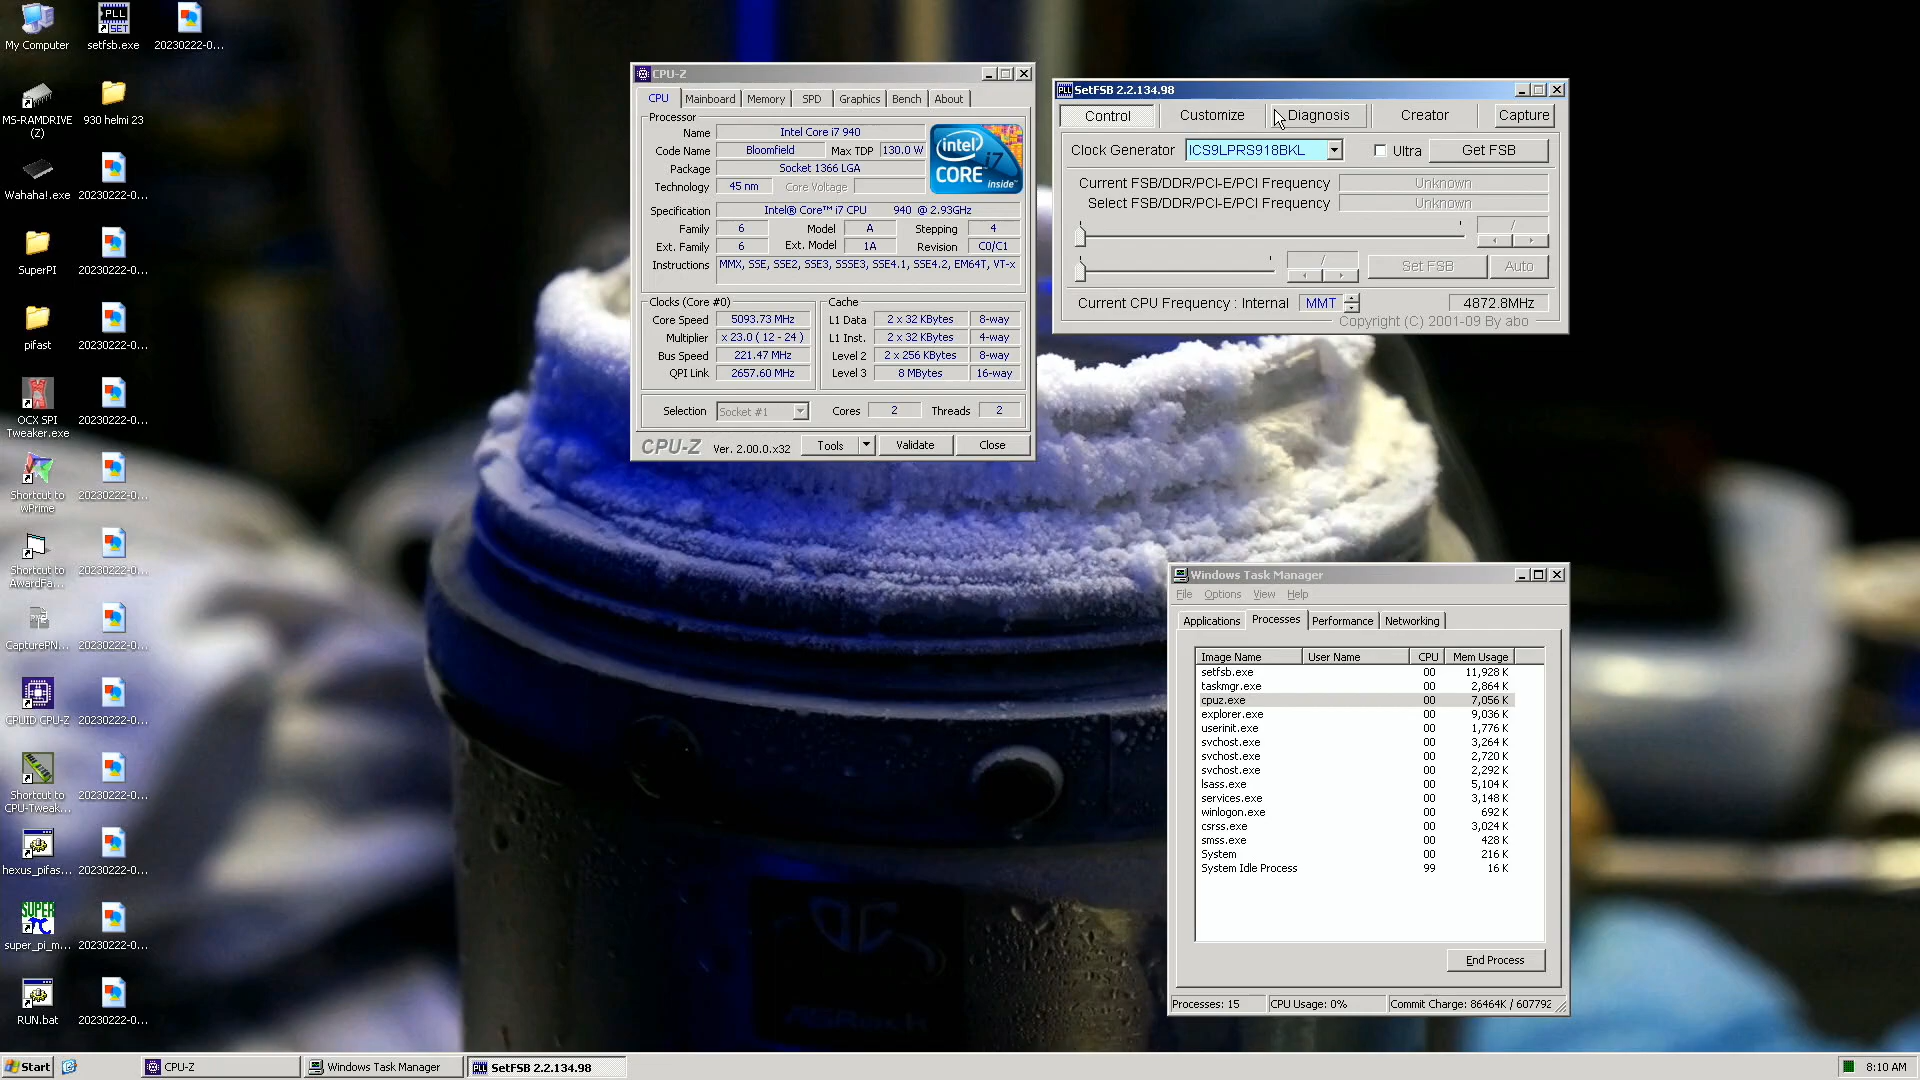 My Computer
setfsb.exe
20230222-0...
MS-RAMDRIVE (Z)
930 helmi 23
Wahaha!.exe
20230222-0...
SuperPI
20230222-0...
pifast
20230222-0...
OCX SPI Tweaker.exe
20230222-0...
Shortcut to wPrime
20230222-0...
Shortcut to AwardFa...
20230222-0...
CapturePN...
20230222-0...
CPUID CPU-Z
20230222-0...
Shortcut to CPU-Tweak...
20230222-0...
hexus_pifas...
20230222-0...
super_pi_m...
20230222-0...
RUN.bat
20230222-0...
CPU-Z
CPU Mainboard Memory SPD Graphics Bench About
Processor
Name Intel Core i7 940
Code Name Bloomfield Max TDP 130.0 W
Package Socket 1366 LGA
Technology 45 nm Core Voltage
intel CORE i7 inside
Specification Intel® Core™ i7 CPU 940 @ 2.93GHz
Family 6 Model A Stepping 4
Ext. Family 6 Ext. Model 1A Revision C0/C1
Instructions MMX, SSE, SSE2, SSE3, SSSE3, SSE4.1, SSE4.2, EM64T, VT-x
Clocks (Core #0)
Core Speed 5093.73 MHz
Multiplier x 23.0 ( 12 - 24 )
Bus Speed 221.47 MHz
QPI Link 2657.60 MHz
Cache
L1 Data 2 x 32 KBytes 8-way
L1 Inst. 2 x 32 KBytes 4-way
Level 2 2 x 256 KBytes 8-way
Level 3 8 MBytes 16-way
Selection Socket #1 Cores 2 Threads 2
CPU-Z Ver. 2.00.0.x32 Tools Validate Close
SetFSB 2.2.134.98
Control Customize Diagnosis Creator Capture
Clock Generator ICS9LPRS918BKL Ultra Get FSB
Current FSB/DDR/PCI-E/PCI Frequency Unknown
Select FSB/DDR/PCI-E/PCI Frequency Unknown
/
/ Set FSB Auto
Current CPU Frequency : Internal MMT 4872.8MHz
Copyright (C) 2001-09 By abo
Windows Task Manager
File Options View Help
Applications Processes Performance Networking
Image Name User Name CPU Mem Usage
setfsb.exe 00 11,928 K
taskmgr.exe 00 2,864 K
cpuz.exe 00 7,056 K
explorer.exe 00 9,036 K
userinit.exe 00 1,776 K
svchost.exe 00 3,264 K
svchost.exe 00 2,720 K
svchost.exe 00 2,292 K
lsass.exe 00 5,104 K
services.exe 00 3,148 K
winlogon.exe 00 692 K
csrss.exe 00 3,024 K
smss.exe 00 428 K
System 00 216 K
System Idle Process 99 16 K
End Process
Processes: 15 CPU Usage: 0% Commit Charge: 86464K / 607792
Start CPU-Z Windows Task Manager SetFSB 2.2.134.98 8:10 AM